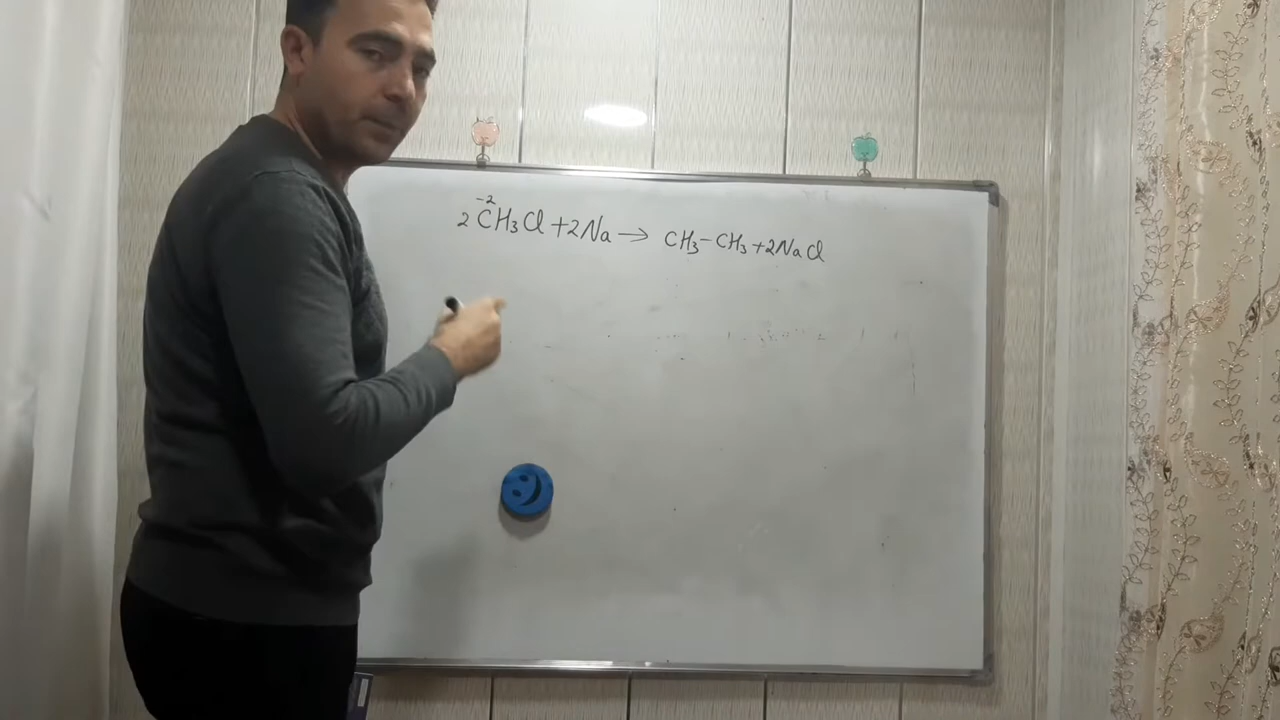 -2
2CH₃Cl + 2Na → CH₃-CH₃ + 2NaCl